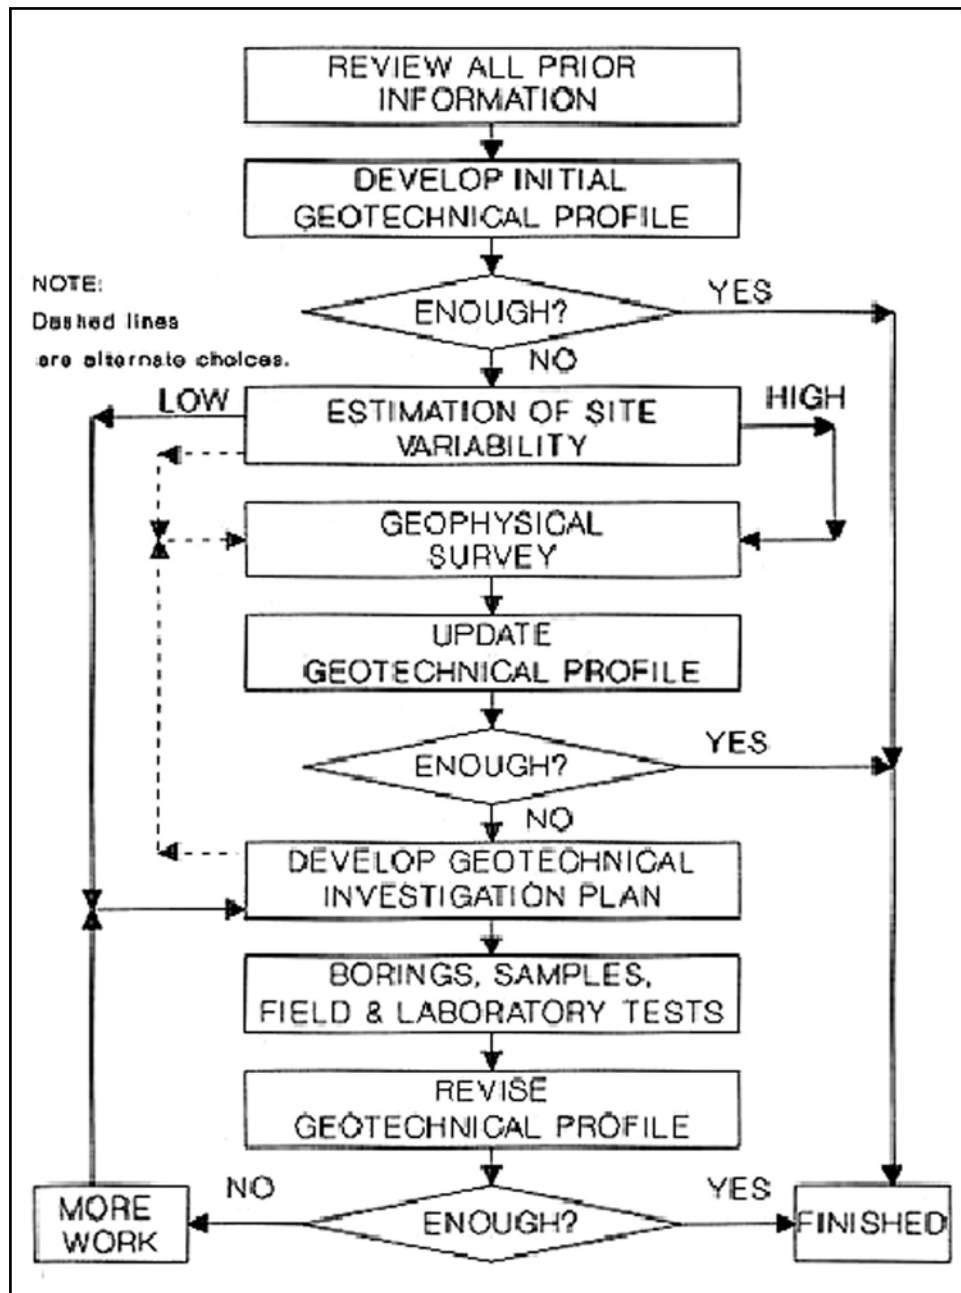 REVIEW ALL PRIOR
INFORMATION
DEVELOP INITIAL
GEOTECHNICAL PROFILE
NOTE:
Dashed lines
are alternate choices.
ENOUGH?
YES
NO
LOW
ESTIMATION OF SITE
VARIABILITY
HIGH
GEOPHYSICAL
SURVEY
UPDATE
GEOTECHNICAL PROFILE
ENOUGH?
YES
NO
DEVELOP GEOTECHNICAL
INVESTIGATION PLAN
BORINGS, SAMPLES,
FIELD & LABORATORY TESTS
REVISE
GEOTECHNICAL PROFILE
NO
ENOUGH?
YES
MORE
WORK
FINISHED